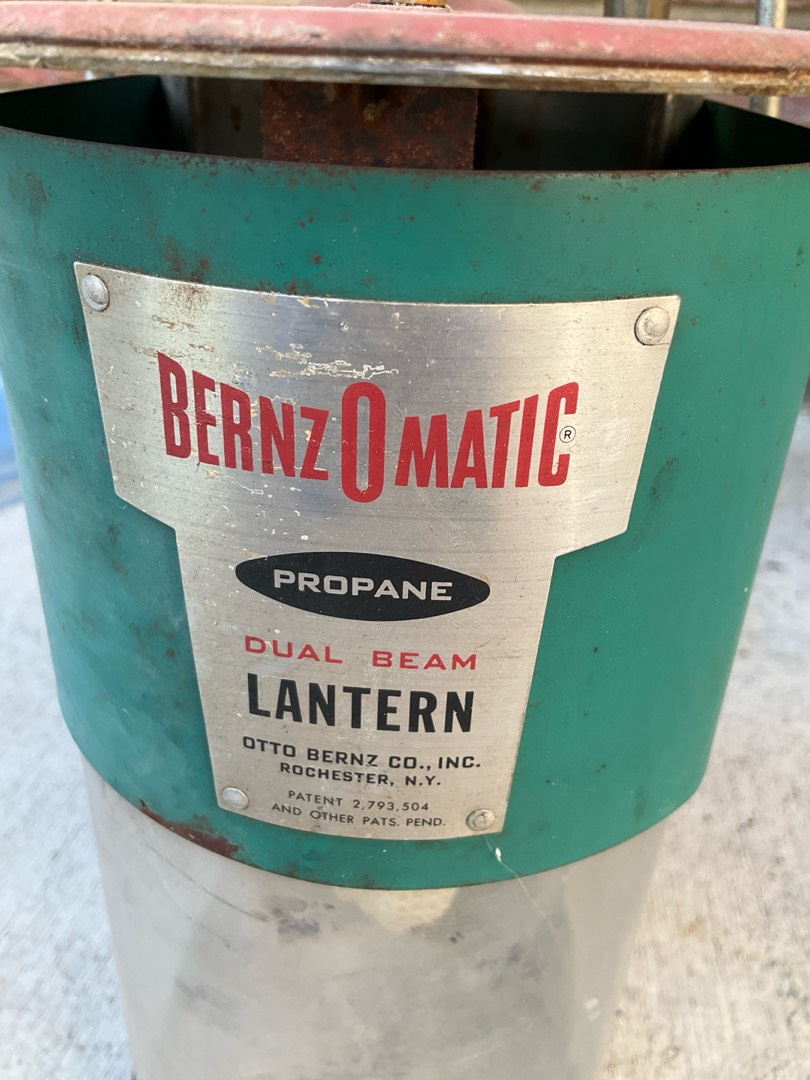 BERNZOMATIC®
PROPANE
DUAL BEAM
LANTERN
OTTO BERNZ CO., INC.
ROCHESTER, N.Y.
PATENT 2,793,504
AND OTHER PATS. PEND.